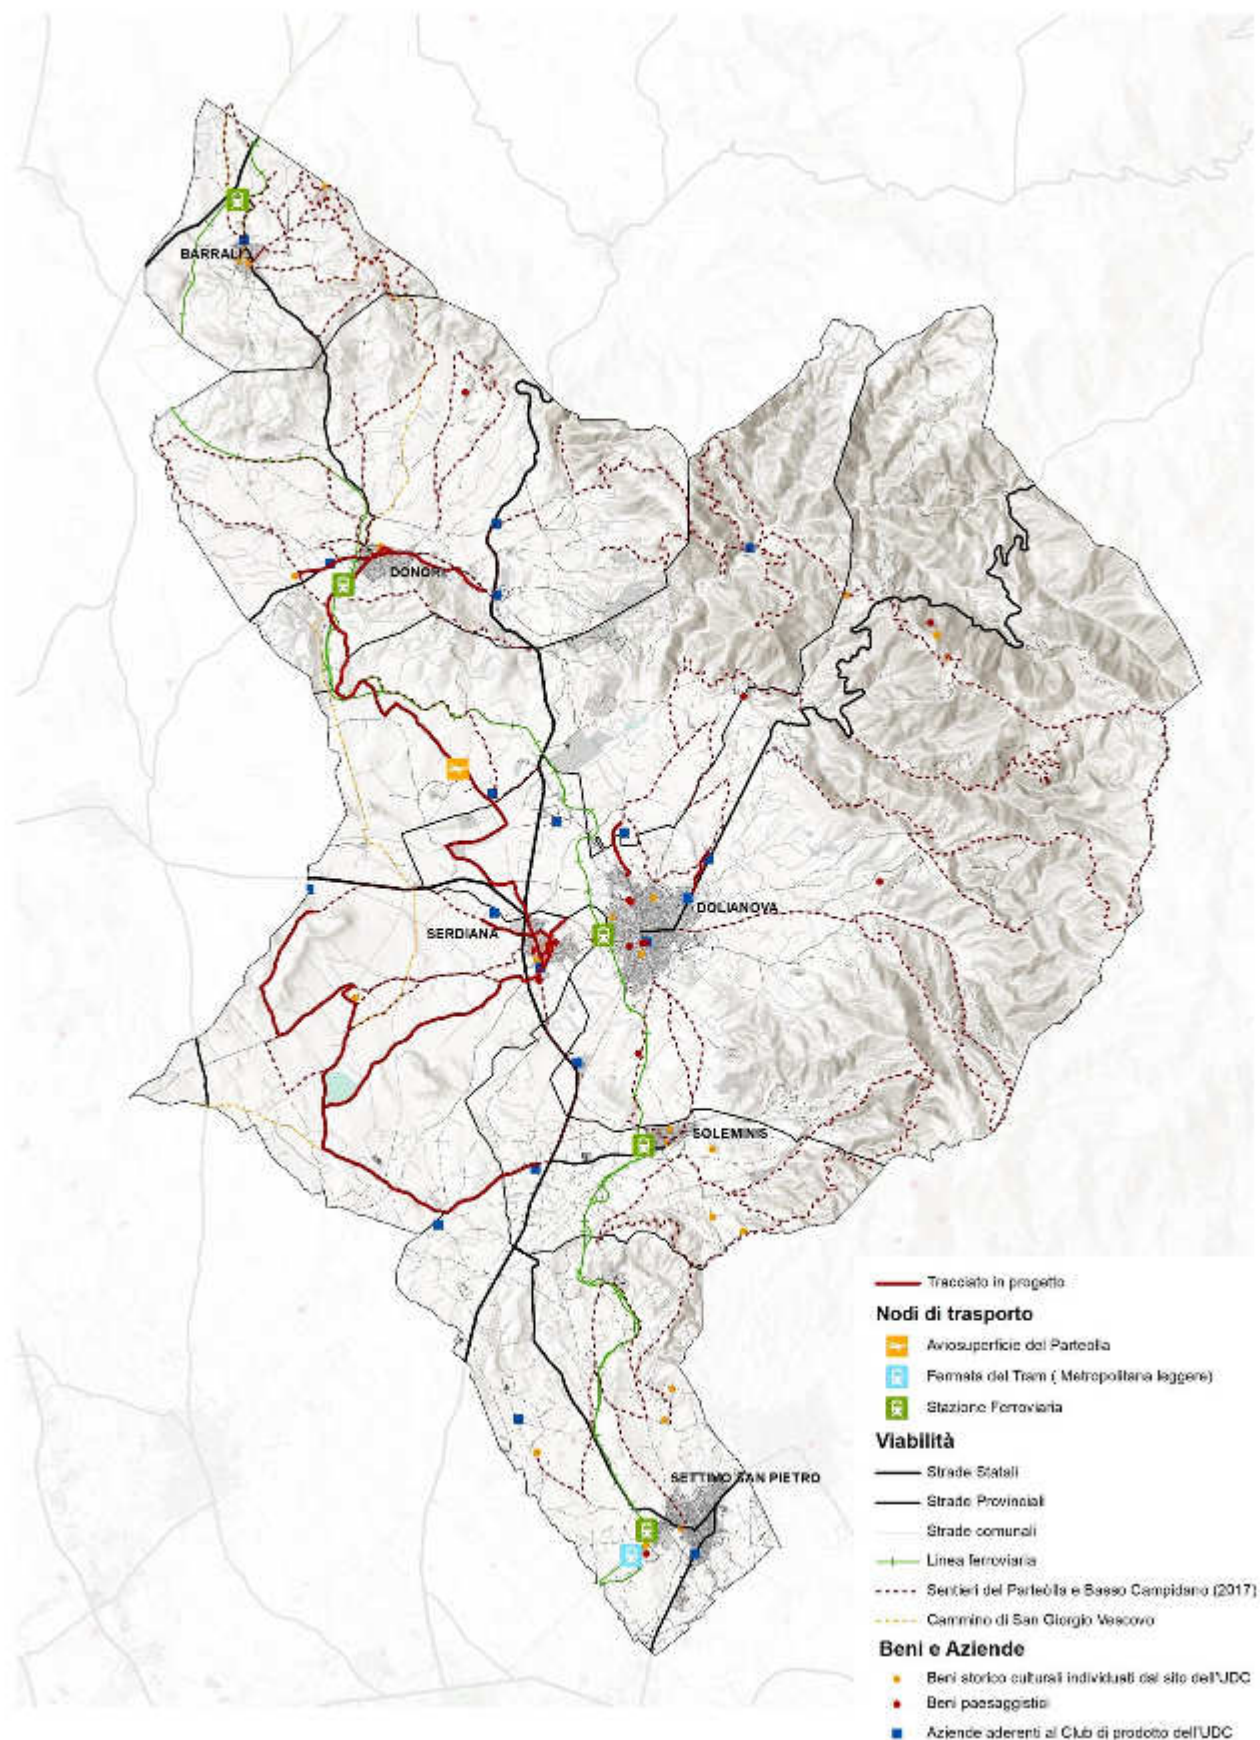 BARRALI
DONORI
DOLIANOVA
SERDIANA
SOLEMINIS
SETTIMO SAN PIETRO
Tracciato in progetto
Nodi di trasporto
Aviosuperficie del Parteolla
Fermata del Tram ( Metropolitana leggere)
Stazione Ferroviaria
Viabilità
Strade Statali
Strade Provinciali
Strade comunali
Linea ferroviaria
Sentieri del Parteòlla e Basso Campidano (2017)
Cammino di San Giorgio Vescovo
Beni e Aziende
Beni storico culturali individuati dal sito dell'UDC
Beni paesaggistici
Aziende aderenti al Club di prodotto dell'UDC